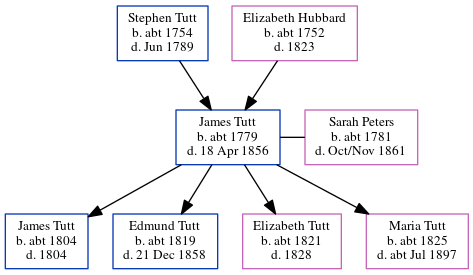 Stephen Tutt
b. abt 1754
d. Jun 1789
Elizabeth Hubbard
b. abt 1752
d. 1823
James Tutt
b. abt 1779
d. 18 Apr 1856
Sarah Peters
b. abt 1781
d. Oct/Nov 1861
James Tutt
b. abt 1804
d. 1804
Edmund Tutt
b. abt 1819
d. 21 Dec 1858
Elizabeth Tutt
b. abt 1821
d. 1828
Maria Tutt
b. abt 1825
d. abt Jul 1897